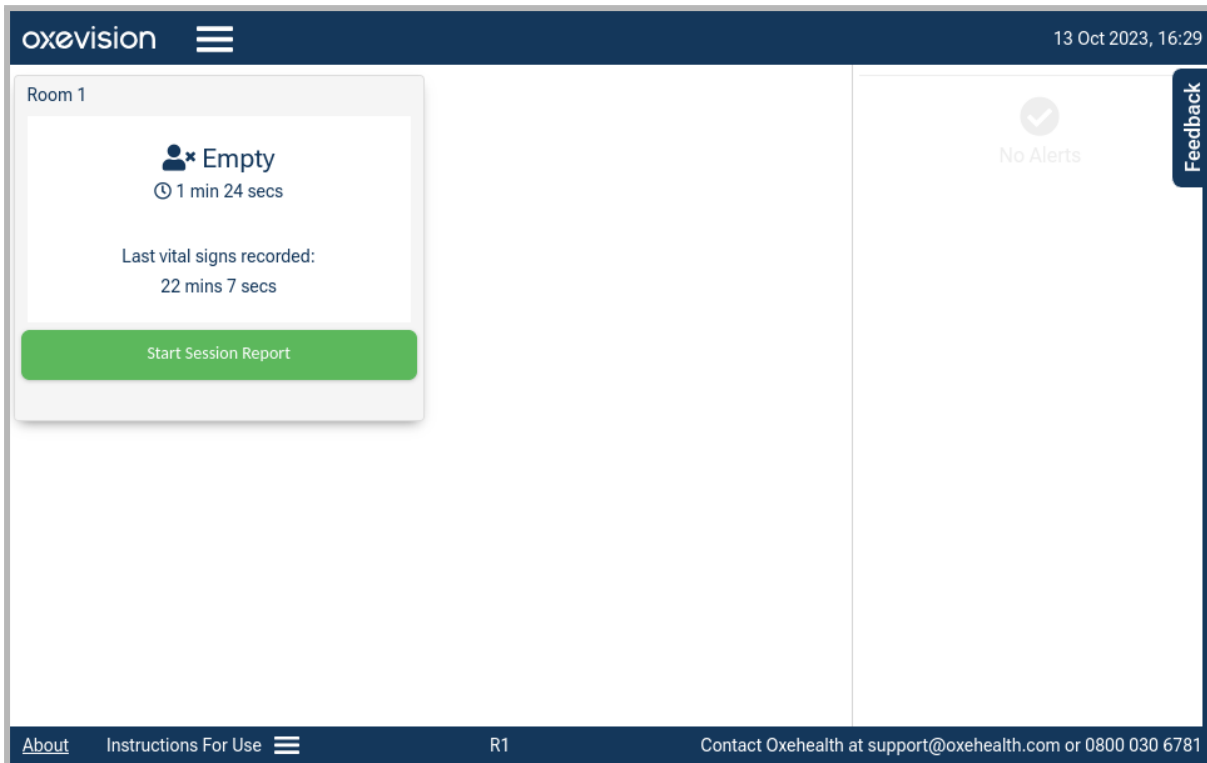 oxevision
13 Oct 2023, 16:29
Room 1
Empty
1 min 24 secs
Last vital signs recorded:
22 mins 7 secs
Start Session Report
No Alerts
Feedback
About
Instructions For Use
R1
Contact Oxehealth at support@oxehealth.com or 0800 030 6781